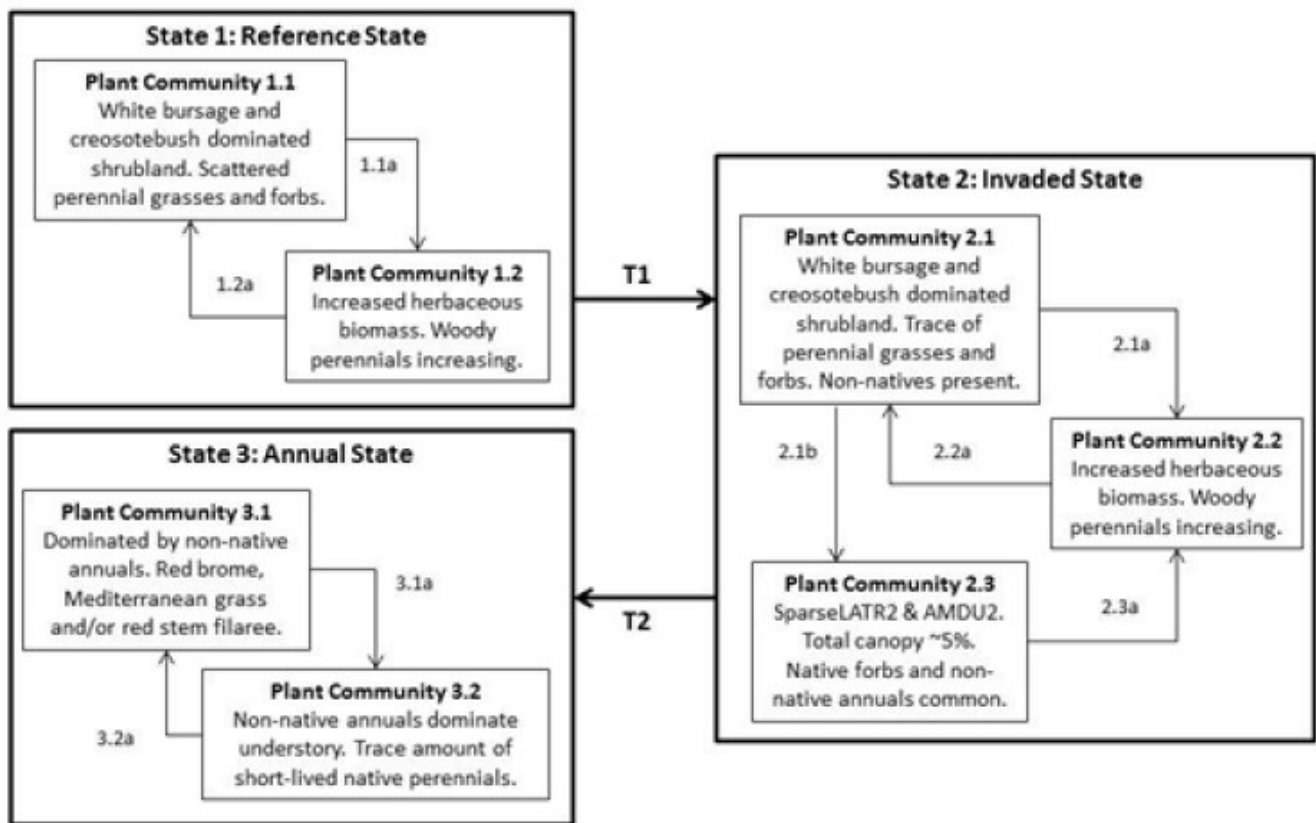 State 1: Reference State
Plant Community 1.1
White bursage and
creosotebush dominated
shrubland. Scattered
perennial grasses and forbs.
1.1a
1.2a
Plant Community 1.2
Increased herbaceous
biomass. Woody
perennials increasing.
T1
State 2: Invaded State
Plant Community 2.1
White bursage and
creosotebush dominated
shrubland. Trace of
perennial grasses and
forbs. Non-natives present.
2.1a
2.1b
2.2a
Plant Community 2.2
Increased herbaceous
biomass. Woody
perennials increasing.
Plant Community 2.3
SparseLATR2 & AMDU2.
Total canopy ~5%.
Native forbs and non-
native annuals common.
2.3a
T2
State 3: Annual State
Plant Community 3.1
Dominated by non-native
annuals. Red brome,
Mediterranean grass
and/or red stem filaree.
3.1a
3.2a
Plant Community 3.2
Non-native annuals dominate
understory. Trace amount of
short-lived native perennials.